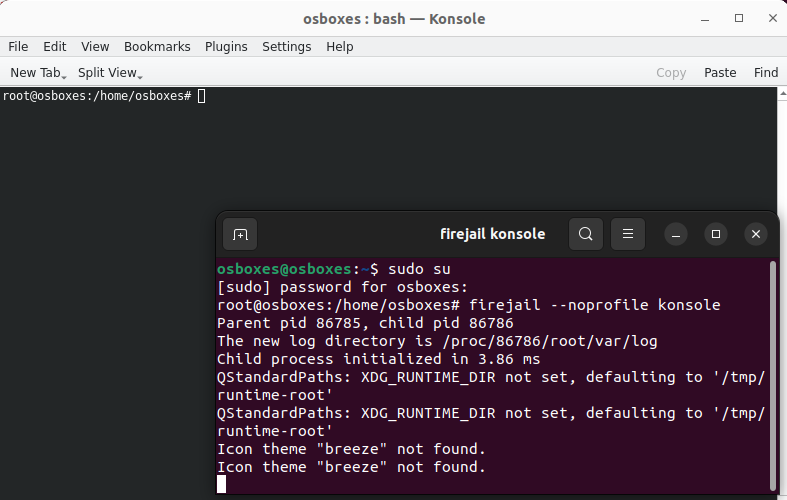 osboxes : bash — Konsole
File Edit View Bookmarks Plugins Settings Help
New Tab Split View Copy Paste Find
root@osboxes:/home/osboxes#
firejail konsole
osboxes@osboxes:~$ sudo su
[sudo] password for osboxes:
root@osboxes:/home/osboxes# firejail --noprofile konsole
Parent pid 86785, child pid 86786
The new log directory is /proc/86786/root/var/log
Child process initialized in 3.86 ms
QStandardPaths: XDG_RUNTIME_DIR not set, defaulting to '/tmp/
runtime-root'
QStandardPaths: XDG_RUNTIME_DIR not set, defaulting to '/tmp/
runtime-root'
Icon theme "breeze" not found.
Icon theme "breeze" not found.